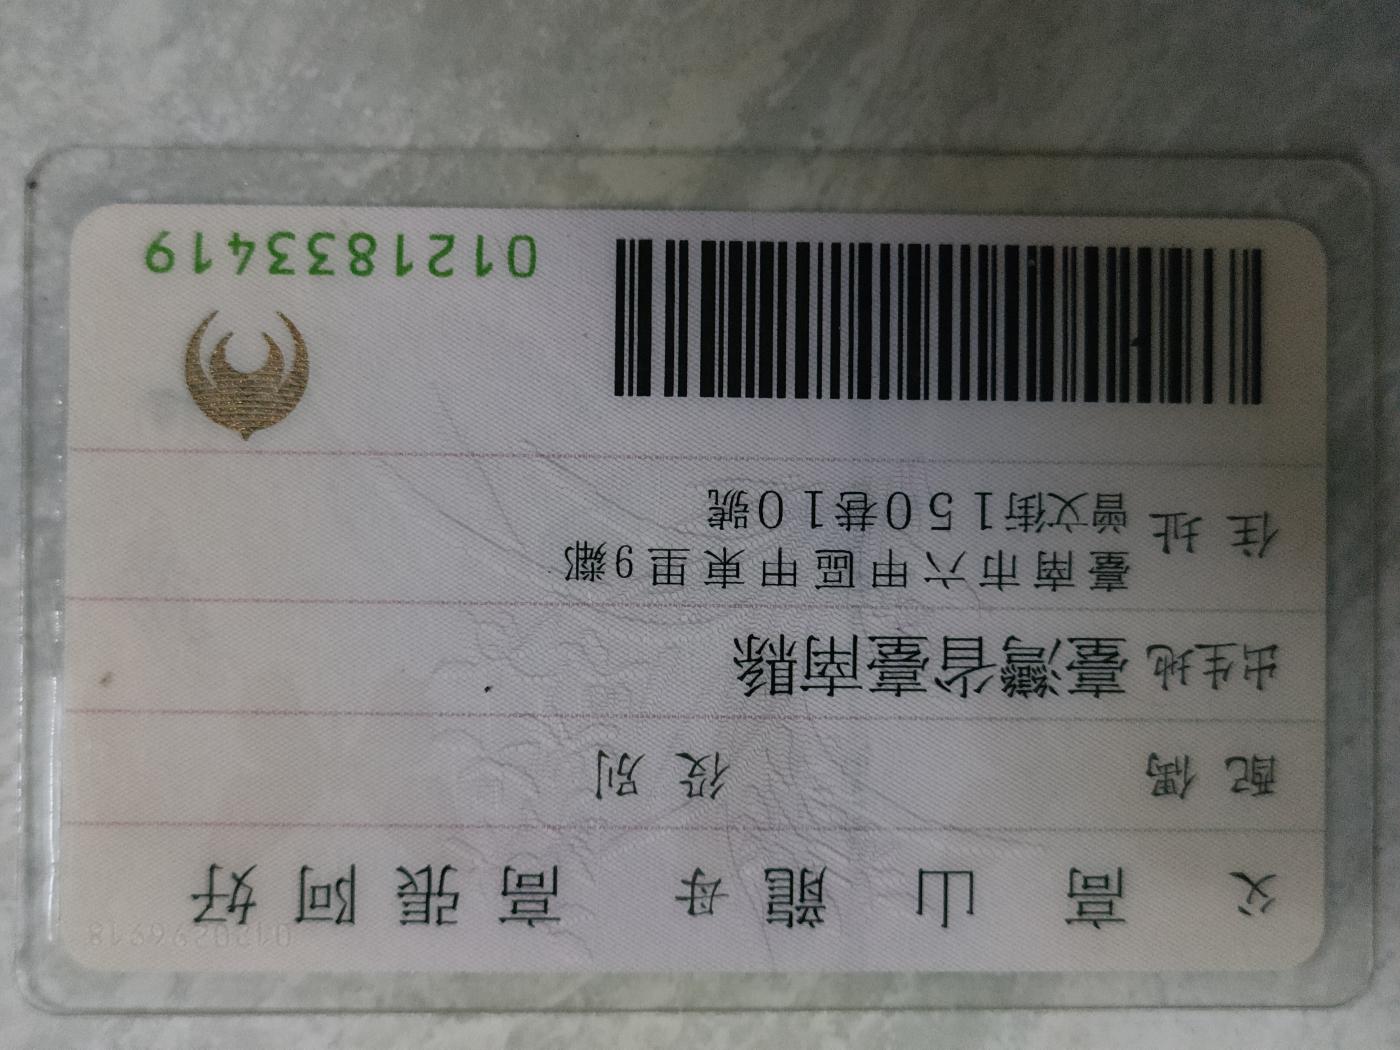 父 高山龍 母 高張阿好
配偶 役別
出生地 臺灣省臺南縣
住址 臺南市六甲區甲東里9鄰
曾文街150巷10號
0121833419